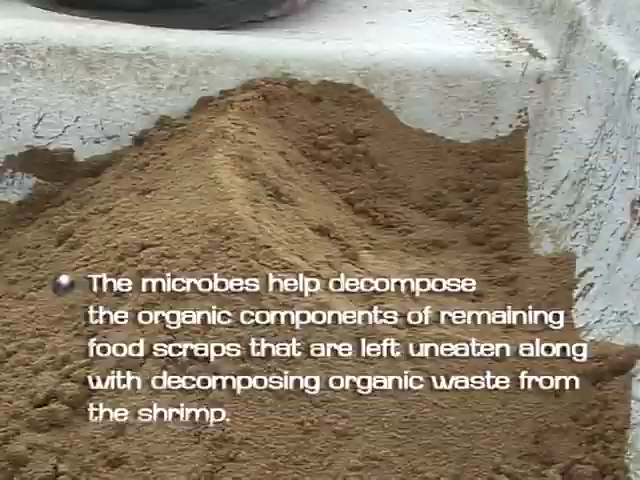 The microbes help decompose
the organic components of remaining
food scraps that are left uneaten along
with decomposing organic waste from
the shrimp.